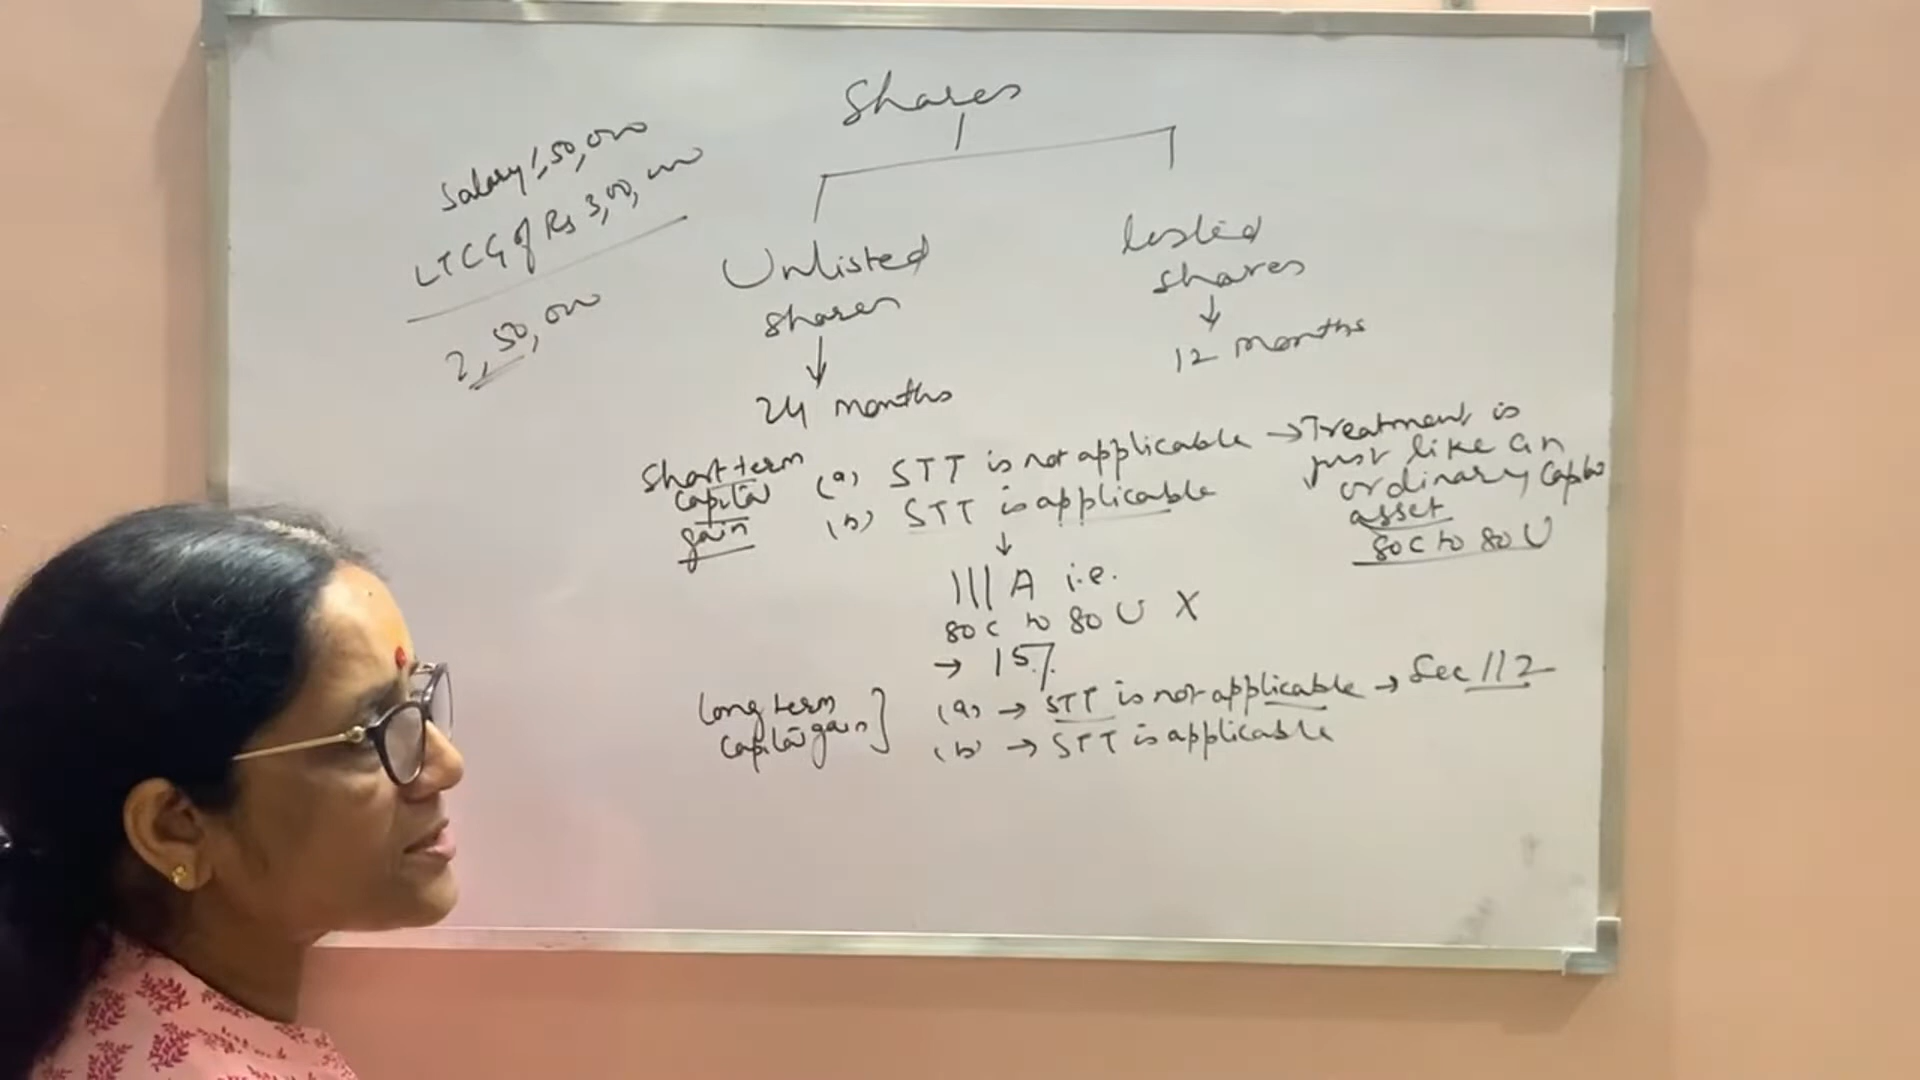 Shares
Salary 1,50,000
LTCG of Rs 3,00,000
2,50,000
Unlisted
shares
24 months
listed
shares
12 months
Short term
capital
gain
(a) STT is not applicable → Treatment is
just like an
ordinary capital
asset
80C to 80U
(b) STT is applicable
111A i.e.
80C to 80U X
→ 15%
Long term
capital gain
(a) → STT is not applicable → Sec 112
(b) → STT is applicable